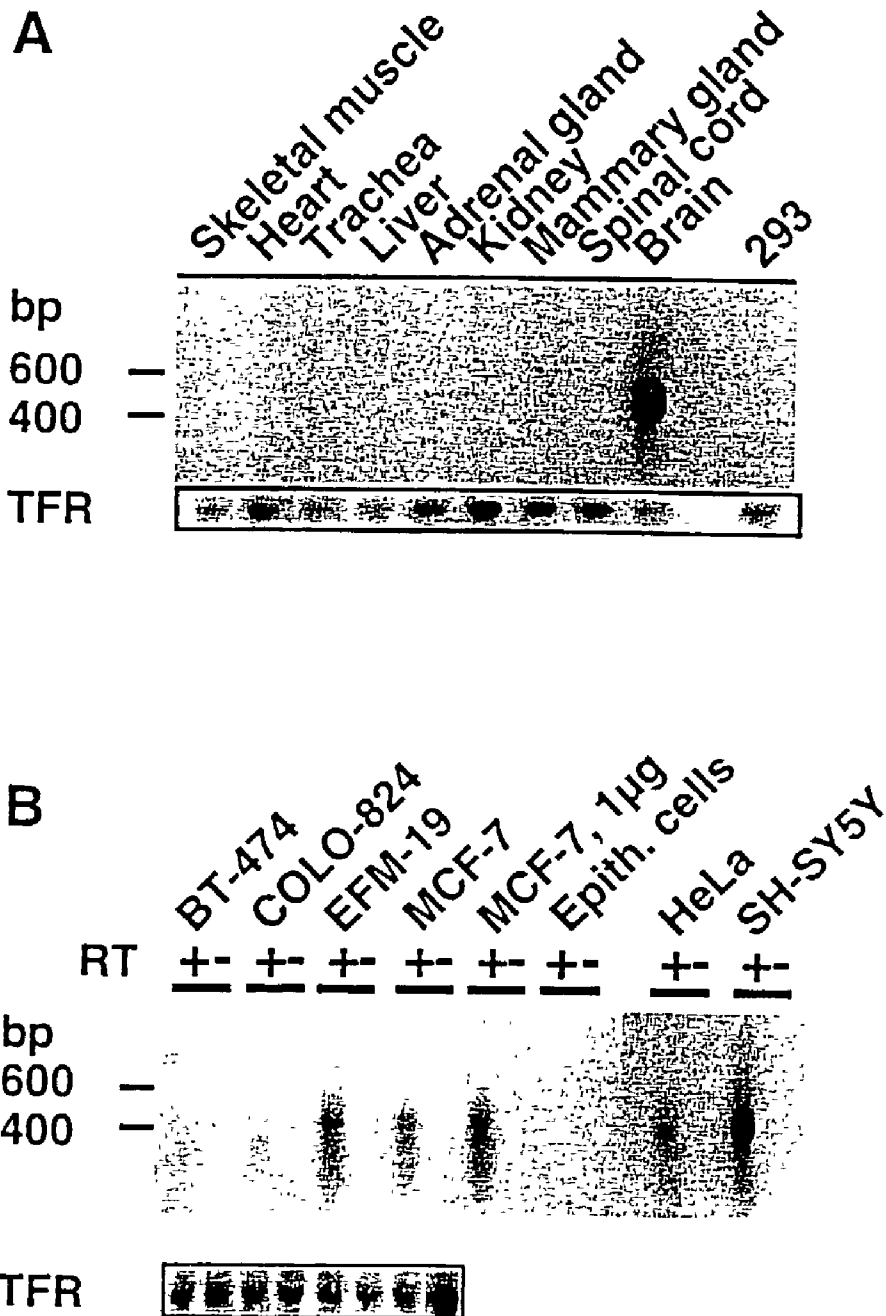 A
Skeletal muscle
Heart
Trachea
Liver
Adrenal gland
Kidney
Mammary gland
Spinal cord
Brain
293
bp
600
400
TFR
B
BT-474
COLO-824
EFM-19
MCF-7
MCF-7, 1µg
Epith. cells
HeLa
SH-SY5Y
RT +- +- +- +- +- +- +- +-
bp
600
400
TFR